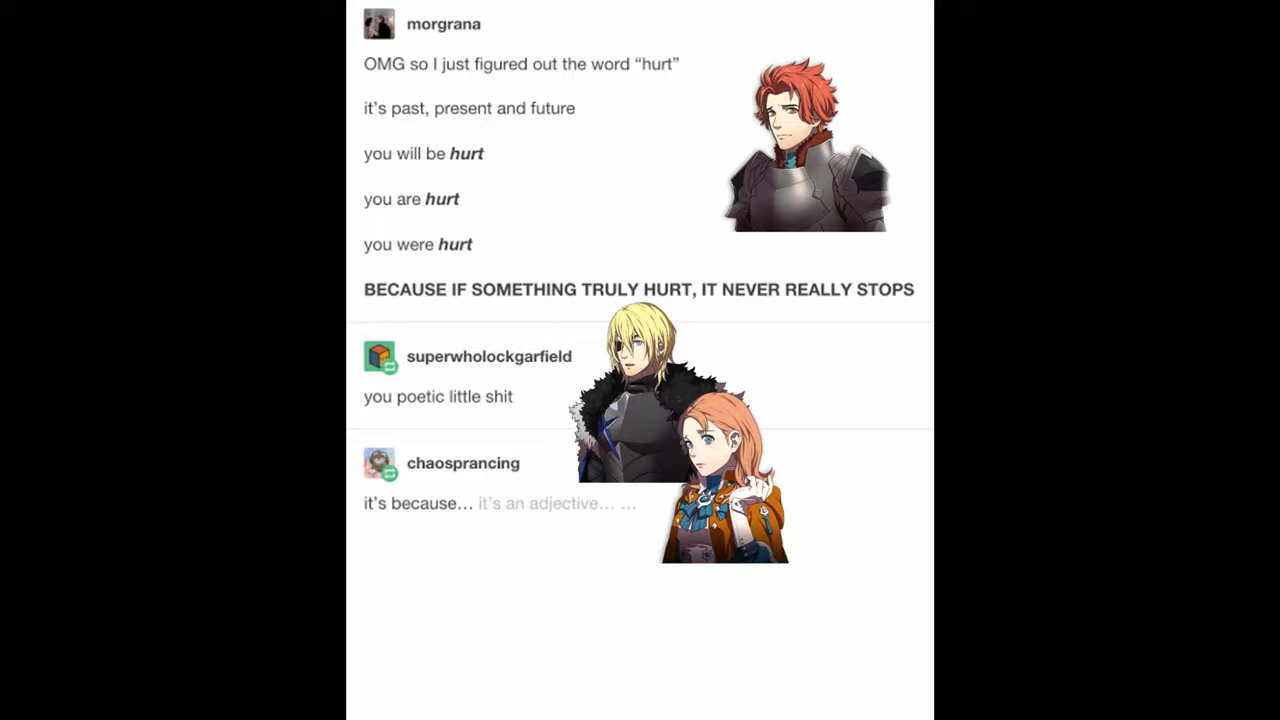 morgrana
OMG so I just figured out the word “hurt”
it’s past, present and future
you will be hurt
you are hurt
you were hurt
BECAUSE IF SOMETHING TRULY HURT, IT NEVER REALLY STOPS
superwholockgarfield
you poetic little shit
chaosprancing
it’s because... it’s an adjective... ...